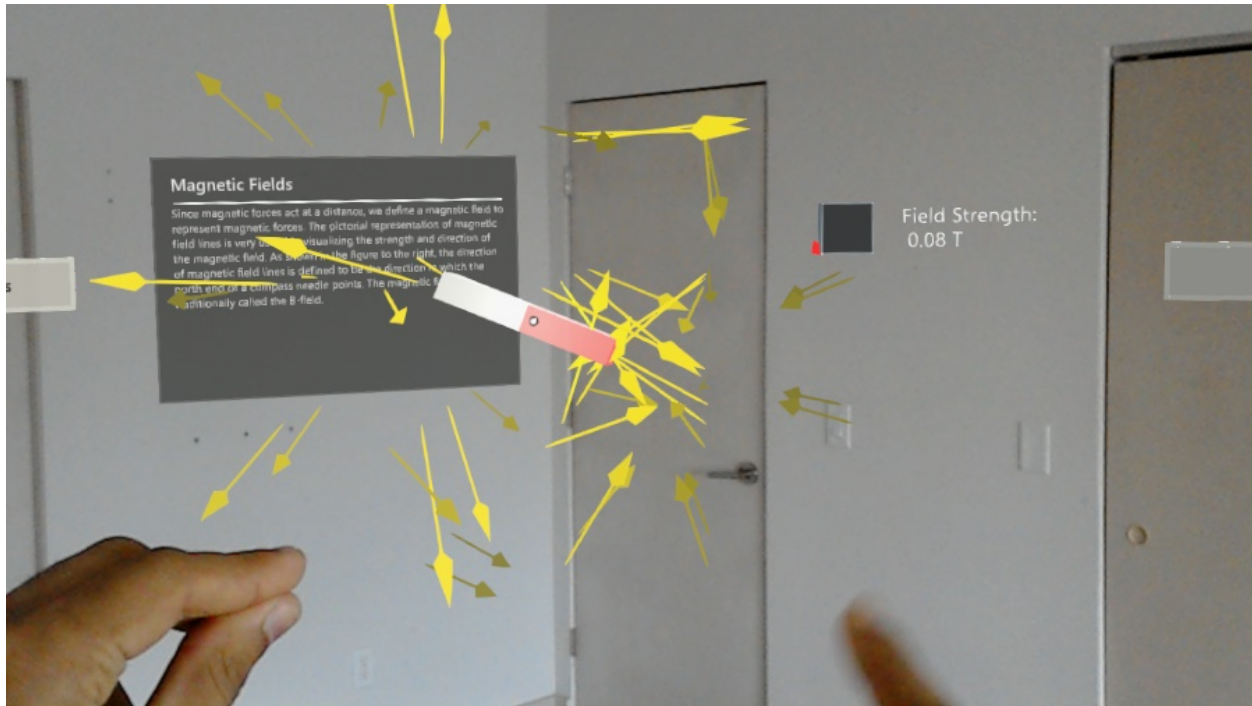 Magnetic Fields
Since magnetic forces act at a distance, we define a magnetic field to
represent magnetic forces. The pictorial representation of magnetic
field lines is very visualizing the strength and direction of
the magnetic field. As shown in the figure to the right, the direction
of magnetic field lines is defined to be the direction in which the
north end of a compass needle points. The magnetic
traditionally called the B-field.
s
Field Strength:
0.08 T